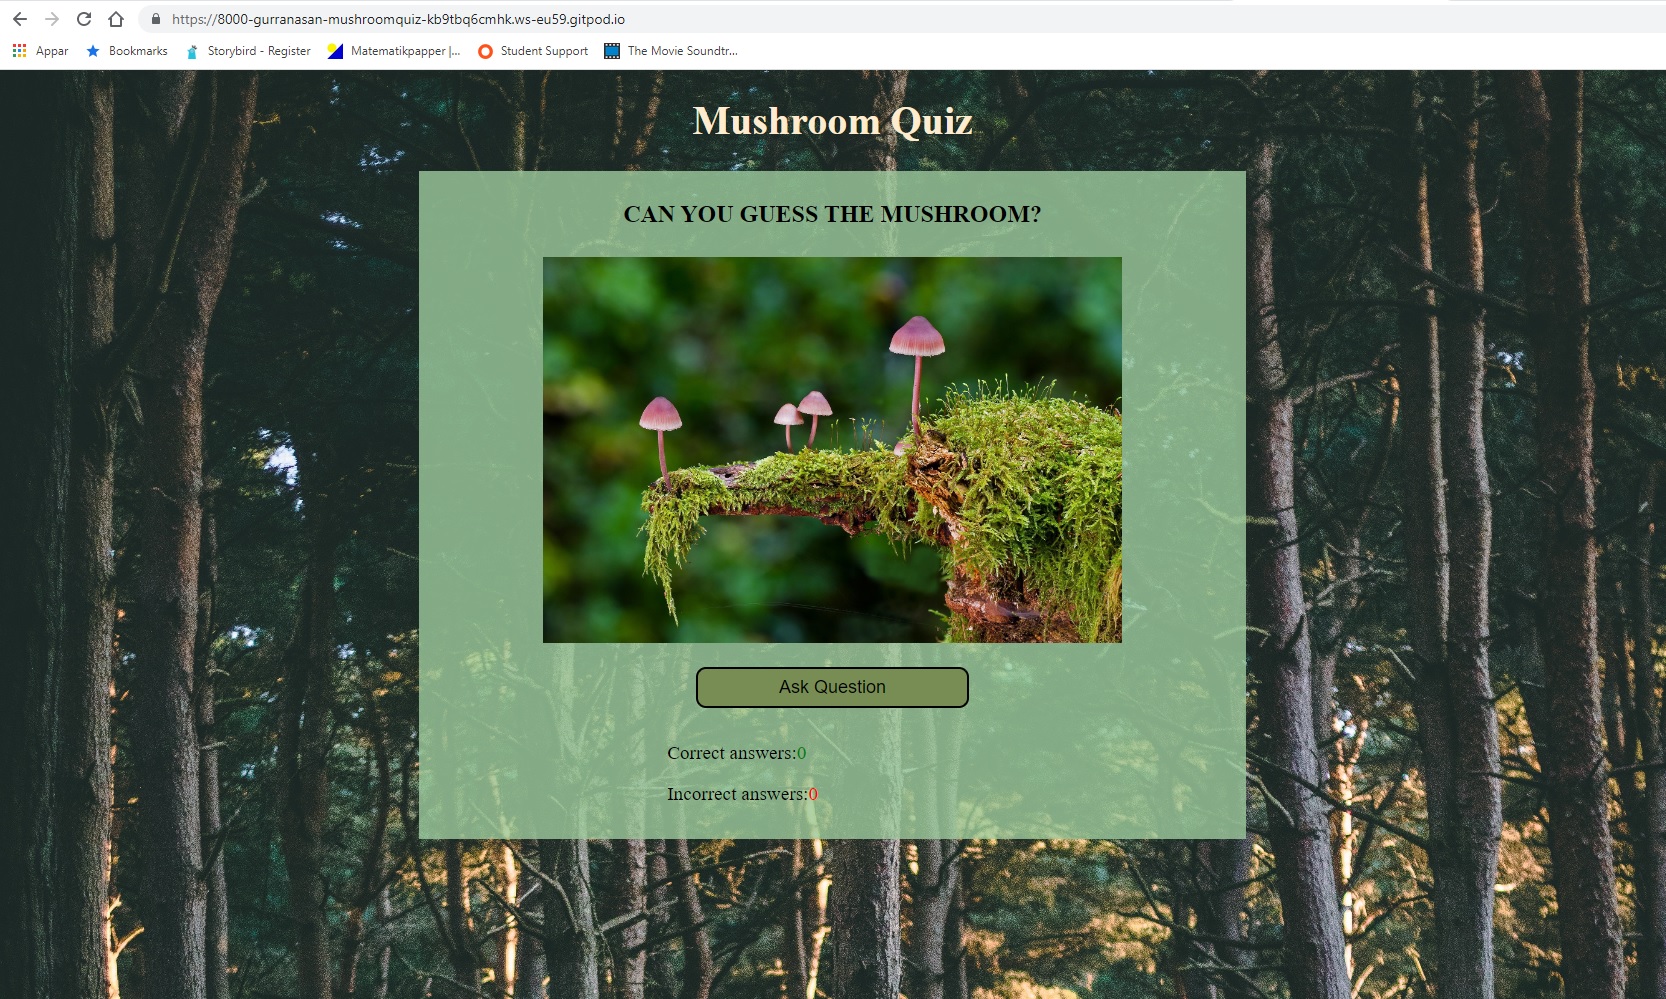 https://8000-gurranasan-mushroomquiz-kb9tbq6cmhk.ws-eu59.gitpod.io
Appar Bookmarks Storybird - Register Matematikpapper |... Student Support The Movie Soundtr...
Mushroom Quiz
CAN YOU GUESS THE MUSHROOM?
Ask Question
Correct answers:0
Incorrect answers:0